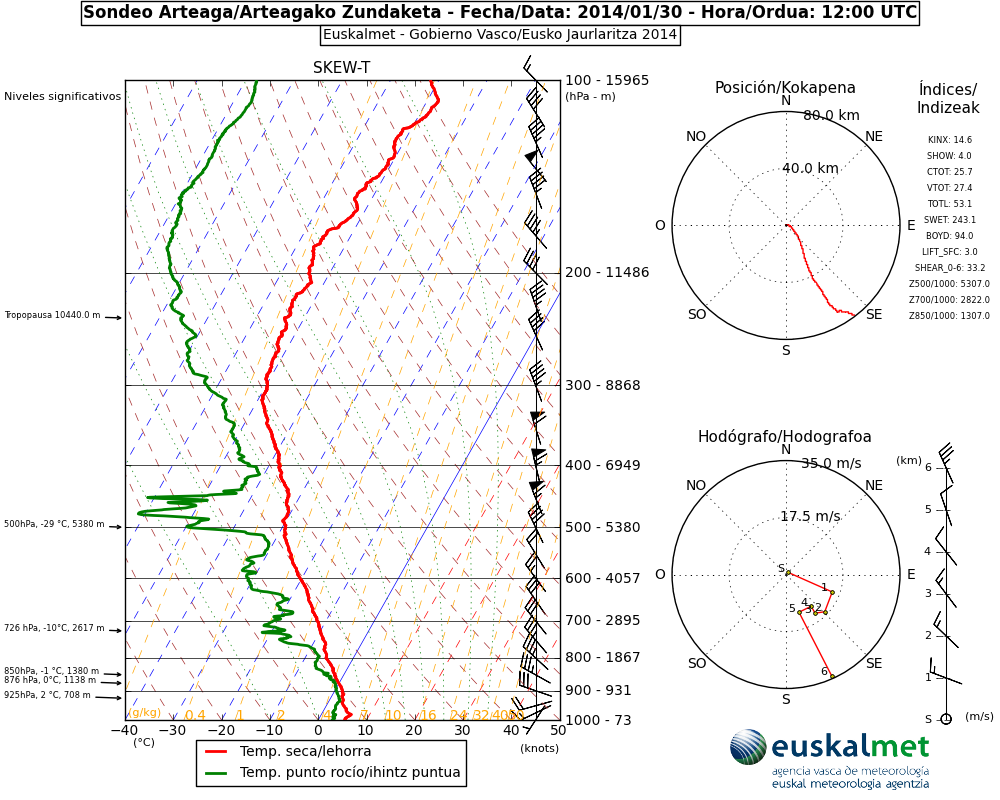 Sondeo Arteaga/Arteagako Zundaketa - Fecha/Data: 2014/01/30 - Hora/Ordua: 12:00 UTC
Euskalmet - Gobierno Vasco/Eusko Jaurlaritza 2014
SKEW-T
Niveles significativos
Tropopausa 10440.0 m
500hPa, -29 °C, 5380 m
726 hPa, -10°C, 2617 m
850hPa, -1 °C, 1380 m
876 hPa, 0°C, 1138 m
925hPa, 2 °C, 708 m
100 - 15965
(hPa - m)
200 - 11486
300 - 8868
400 - 6949
500 - 5380
600 - 4057
700 - 2895
800 - 1867
900 - 931
1000 - 73
(g/kg) 0.4 1 2 4 7 10 16 24 32 40
−40 −30 −20 −10 0 10 20 30 40 50
(°C)
(knots)
Temp. seca/lehorra
Temp. punto rocío/ihintz puntua
Posición/Kokapena
N
80.0 km
NO
NE
40.0 km
O
E
SO
SE
S
Índices/
Indizeak
KINX: 14.6
SHOW: 4.0
CTOT: 25.7
VTOT: 27.4
TOTL: 53.1
SWET: 243.1
BOYD: 94.0
LIFT_SFC: 3.0
SHEAR_0-6: 33.2
Z500/1000: 5307.0
Z700/1000: 2822.0
Z850/1000: 1307.0
Hodógrafo/Hodografoa
N
35.0 m/s
NO
NE
17.5 m/s
O
E
S
1
2
3
4
5
6
SO
SE
S
(km)
6
5
4
3
2
1
S
(m/s)
euskalmet
agencia vasca de meteorología
euskal meteorologia agentzia